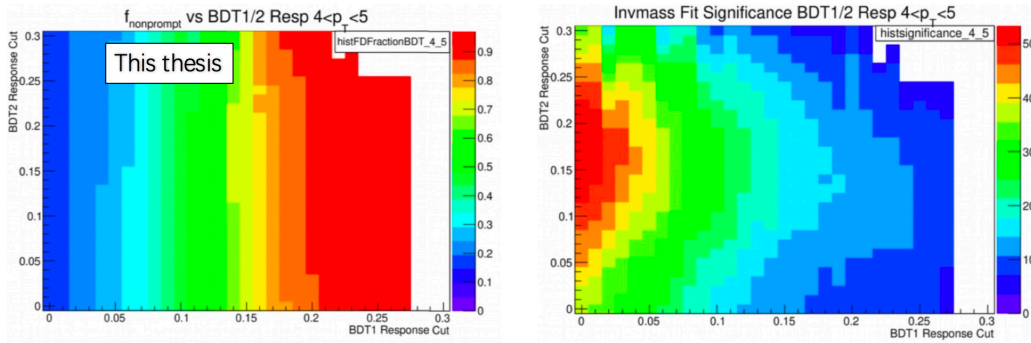 f_nonprompt vs BDT1/2 Resp 4<p_T<5
histFDFractionBDT_4_5
This thesis
BDT2 Response Cut
0.3
0.25
0.2
0.15
0.1
0.05
0
0 0.05 0.1 0.15 0.2 0.25 0.3
BDT1 Response Cut
0.9
0.8
0.7
0.6
0.5
0.4
0.3
0.2
0.1
0
Invmass Fit Significance BDT1/2 Resp 4<p_T<5
histsignificance_4_5
BDT2 Response Cut
0.3
0.25
0.2
0.15
0.1
0.05
0
0 0.05 0.1 0.15 0.2 0.25 0.3
BDT1 Response Cut
50
40
30
20
10
0